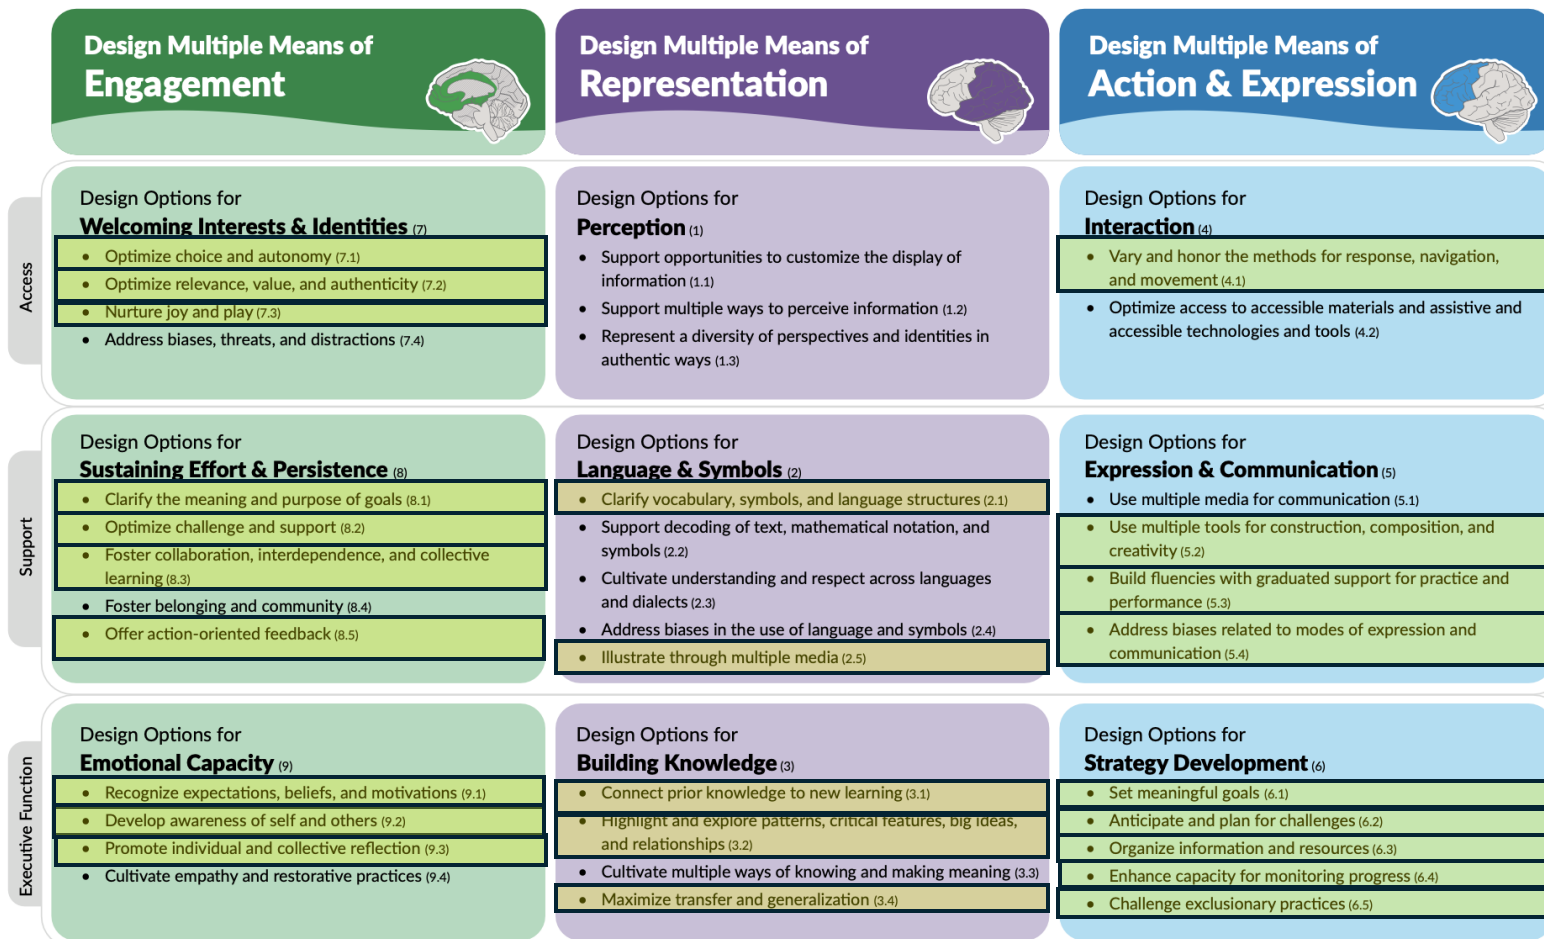 Design Multiple Means of
Engagement
Design Multiple Means of
Representation
Design Multiple Means of
Action & Expression
Access
Design Options for
Welcoming Interests & Identities (7)
• Optimize choice and autonomy (7.1)
• Optimize relevance, value, and authenticity (7.2)
• Nurture joy and play (7.3)
• Address biases, threats, and distractions (7.4)
Design Options for
Perception (1)
• Support opportunities to customize the display of
information (1.1)
• Support multiple ways to perceive information (1.2)
• Represent a diversity of perspectives and identities in
authentic ways (1.3)
Design Options for
Interaction (4)
• Vary and honor the methods for response, navigation,
and movement (4.1)
• Optimize access to accessible materials and assistive and
accessible technologies and tools (4.2)
Support
Design Options for
Sustaining Effort & Persistence (8)
• Clarify the meaning and purpose of goals (8.1)
• Optimize challenge and support (8.2)
• Foster collaboration, interdependence, and collective
learning (8.3)
• Foster belonging and community (8.4)
• Offer action-oriented feedback (8.5)
Design Options for
Language & Symbols (2)
• Clarify vocabulary, symbols, and language structures (2.1)
• Support decoding of text, mathematical notation, and
symbols (2.2)
• Cultivate understanding and respect across languages
and dialects (2.3)
• Address biases in the use of language and symbols (2.4)
• Illustrate through multiple media (2.5)
Design Options for
Expression & Communication (5)
• Use multiple media for communication (5.1)
• Use multiple tools for construction, composition, and
creativity (5.2)
• Build fluencies with graduated support for practice and
performance (5.3)
• Address biases related to modes of expression and
communication (5.4)
Executive Function
Design Options for
Emotional Capacity (9)
• Recognize expectations, beliefs, and motivations (9.1)
• Develop awareness of self and others (9.2)
• Promote individual and collective reflection (9.3)
• Cultivate empathy and restorative practices (9.4)
Design Options for
Building Knowledge (3)
• Connect prior knowledge to new learning (3.1)
• Highlight and explore patterns, critical features, big ideas,
and relationships (3.2)
• Cultivate multiple ways of knowing and making meaning (3.3)
• Maximize transfer and generalization (3.4)
Design Options for
Strategy Development (6)
• Set meaningful goals (6.1)
• Anticipate and plan for challenges (6.2)
• Organize information and resources (6.3)
• Enhance capacity for monitoring progress (6.4)
• Challenge exclusionary practices (6.5)